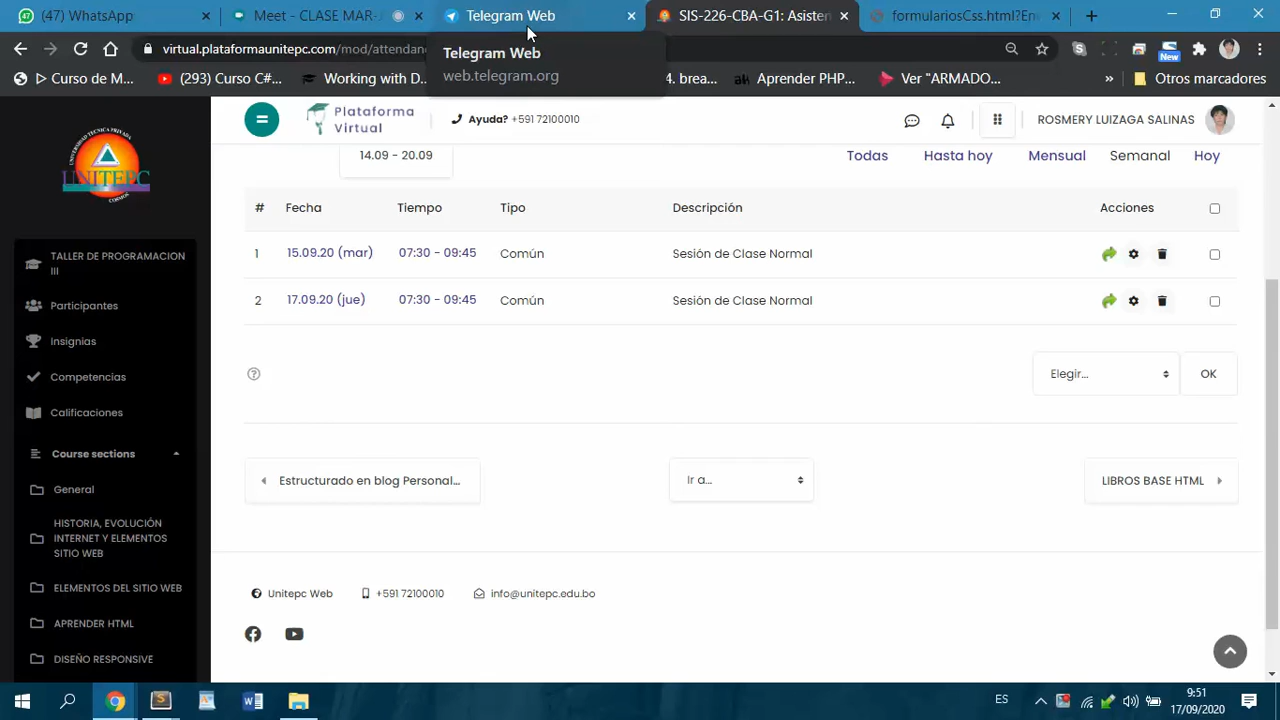 (47) WhatsApp
Meet - CLASE MAR-J
Telegram Web
SIS-226-CBA-G1: Asisten
formulariosCss.html?En
virtual.plataformaunitepc.com/mod/attendanc
New
Telegram Web
web.telegram.org
▷ Curso de M...
(293) Curso C#...
Working with D...
4. brea...
Aprender PHP...
Ver "ARMADO...
»
Otros marcadores
UNITEPC
Plataforma
Virtual
Ayuda? +591 72100010
ROSMERY LUIZAGA SALINAS
14.09 - 20.09
Todas
Hasta hoy
Mensual
Semanal
Hoy
# Fecha Tiempo Tipo Descripción Acciones
1 15.09.20 (mar) 07:30 - 09:45 Común Sesión de Clase Normal
2 17.09.20 (jue) 07:30 - 09:45 Común Sesión de Clase Normal
Elegir...
OK
Estructurado en blog Personal...
Ir a...
LIBROS BASE HTML
TALLER DE PROGRAMACION
III
Participantes
Insignias
Competencias
Calificaciones
Course sections
General
HISTORIA, EVOLUCIÓN
INTERNET Y ELEMENTOS
SITIO WEB
ELEMENTOS DEL SITIO WEB
APRENDER HTML
DISEÑO RESPONSIVE
Unitepc Web
+591 72100010
info@unitepc.edu.bo
ES
9:51
17/09/2020